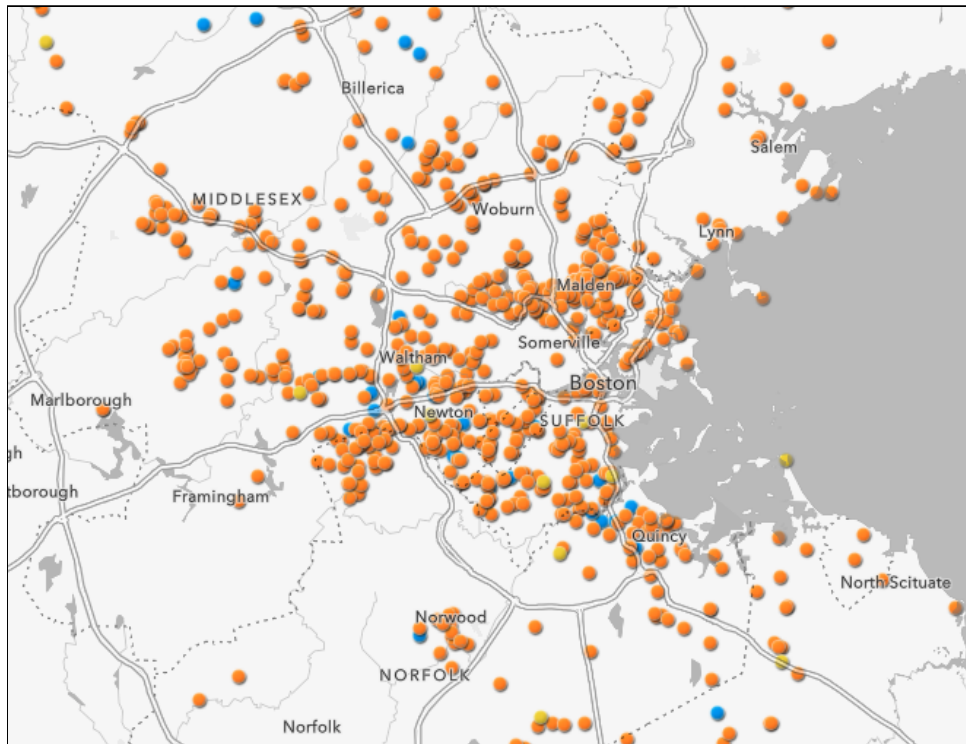 Billerica
Salem
MIDDLESEX
Woburn
Lynn
Malden
Somerville
Waltham
Boston
Marlborough
Newton
SUFFOLK
gh
tborough
Framingham
Quincy
North Scituate
Norwood
NORFOLK
Norfolk